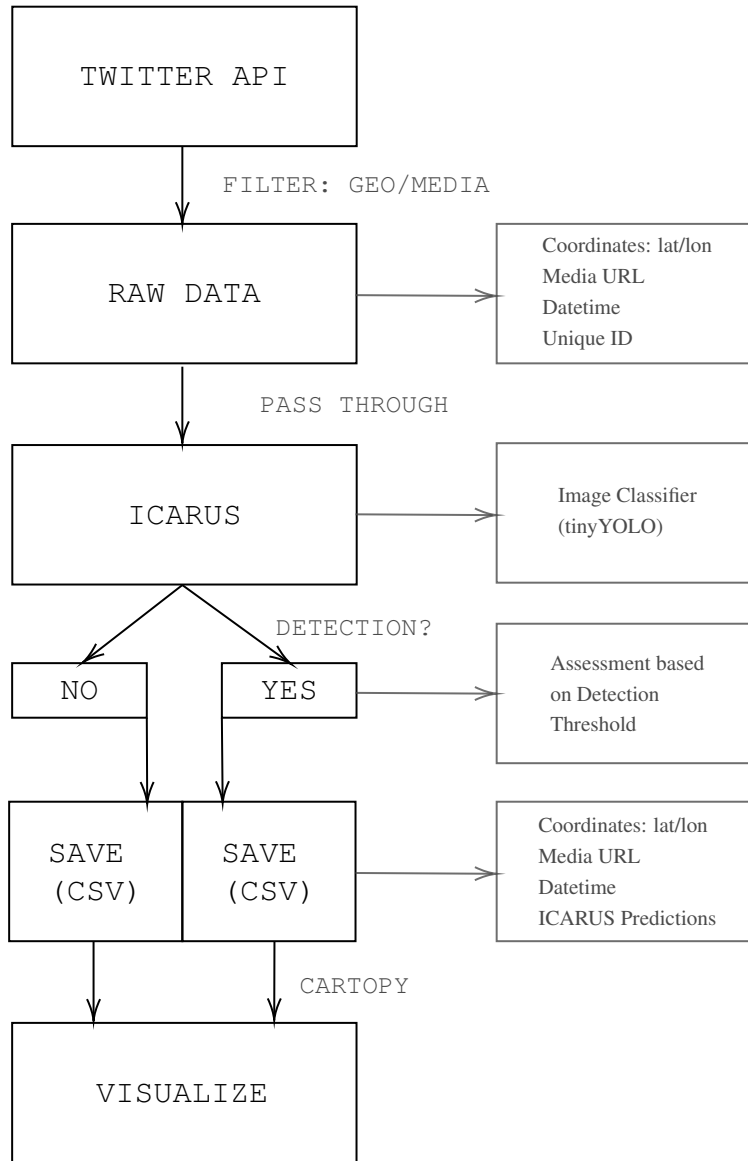 TWITTER API
FILTER: GEO/MEDIA
RAW DATA
Coordinates: lat/lon
Media URL
Datetime
Unique ID
PASS THROUGH
ICARUS
Image Classifier
(tinyYOLO)
DETECTION?
NO
YES
Assessment based
on Detection
Threshold
SAVE
(CSV)
SAVE
(CSV)
Coordinates: lat/lon
Media URL
Datetime
ICARUS Predictions
CARTOPY
VISUALIZE